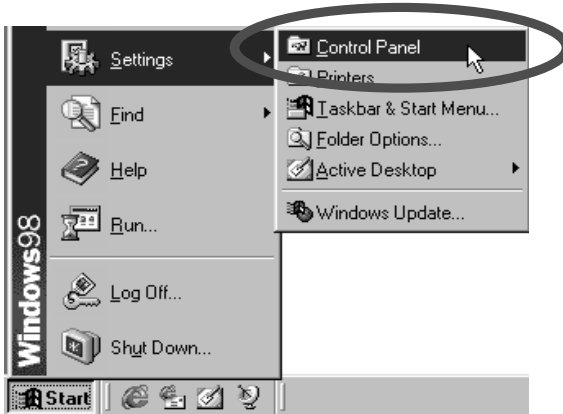 Settings
Find
Help
Run...
Log Off...
Shut Down...
Windows98
Start
Control Panel
Printers
Taskbar & Start Menu...
Folder Options...
Active Desktop
Windows Update...